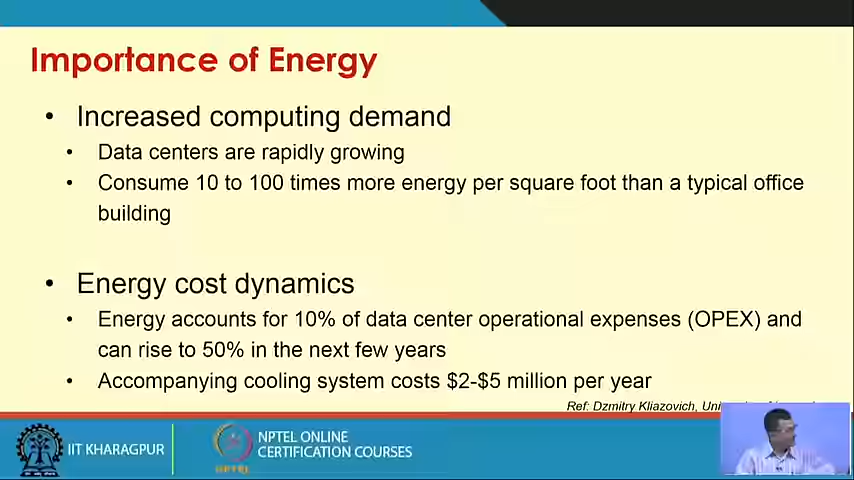 Importance of Energy
• Increased computing demand
• Data centers are rapidly growing
• Consume 10 to 100 times more energy per square foot than a typical office
building
• Energy cost dynamics
• Energy accounts for 10% of data center operational expenses (OPEX) and
can rise to 50% in the next few years
• Accompanying cooling system costs $2-$5 million per year
Ref: Dzmitry Kliazovich,
IIT KHARAGPUR
NPTEL
NPTEL ONLINE
CERTIFICATION COURSES